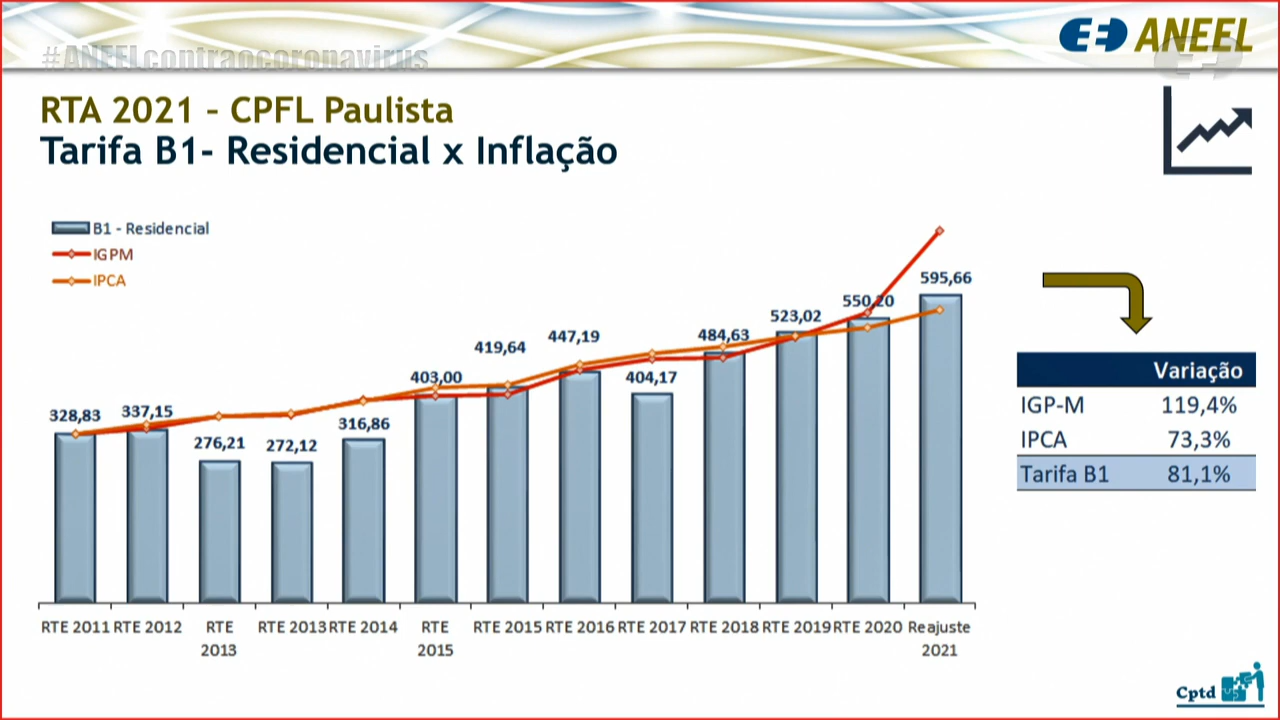 #ANEELcontraocoronavirus
ANEEL
RTA 2021 – CPFL Paulista
Tarifa B1- Residencial x Inflação
B1 - Residencial
IGPM
IPCA
328,83
337,15
276,21
272,12
316,86
403,00
419,64
447,19
404,17
484,63
523,02
550,20
595,66
RTE 2011
RTE 2012
RTE
2013
RTE 2013
RTE 2014
RTE
2015
RTE 2015
RTE 2016
RTE 2017
RTE 2018
RTE 2019
RTE 2020
Reajuste
2021
Variação
IGP-M 119,4%
IPCA 73,3%
Tarifa B1 81,1%
Cptd